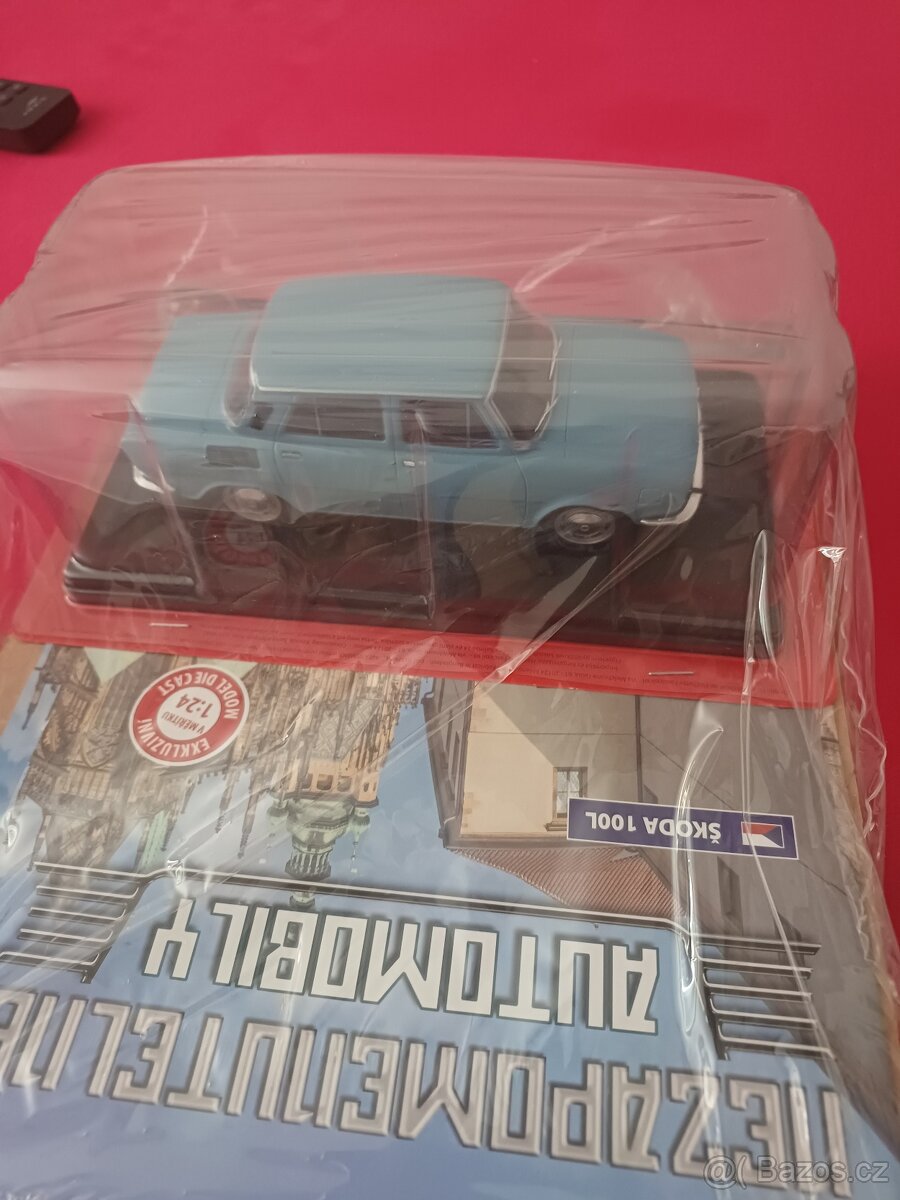 NEZAPOMENUTELNÉ
AUTOMOBILY
ŠKODA 100L
EXKLUZIVNÍ
V MĚŘÍTKU
1:24
MODEL DIE CAST
@( Bazos.cz